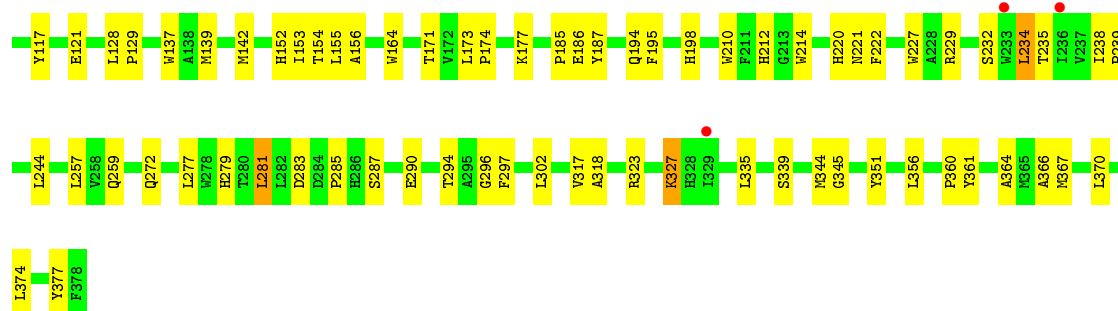 Y117 E121 L128 P129 W137 A138 M139 M142 H152 I153 T154 L155 A156 W164 T171 V172 L173 P174 K177 P185 E186 Y187 Q194 F195 H198 W210 F211 H212 G213 W214 H220 N221 F222 W227 A228 R229 S232 W233 L234 T235 I236 V237 I238
L244 L257 V258 Q259 Q272 L277 W278 H279 T280 L281 L282 D283 D284 P285 H286 S287 E290 T294 A295 G296 F297 L302 V317 A318 R323 K327 H328 I329 L335 S339 M344 G345 Y351 L356 P360 Y361 A364 M365 A366 M367 L370
L374 Y377 F378